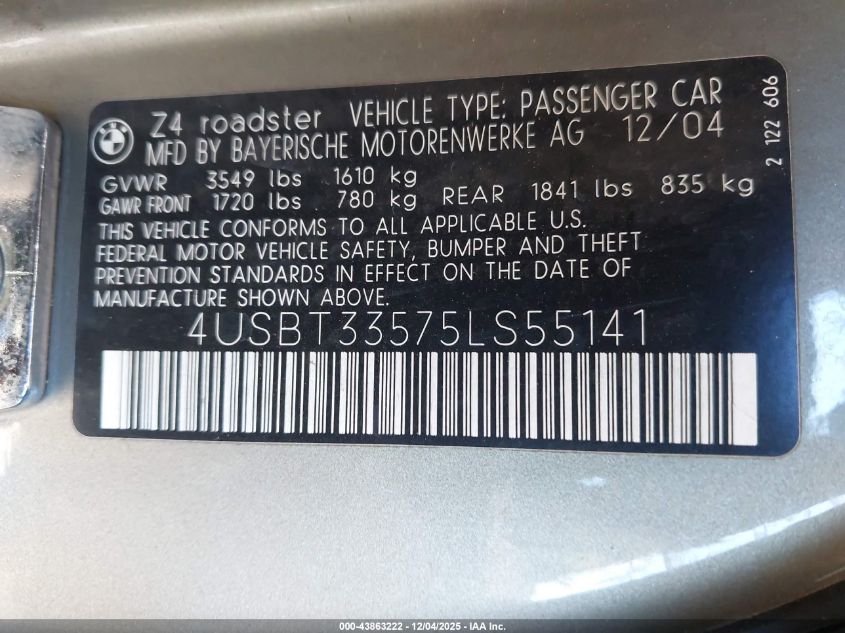 BMW
Z4 roadster VEHICLE TYPE: PASSENGER CAR
MFD BY BAYERISCHE MOTORENWERKE AG 12/04
GVWR 3549 lbs 1610 kg
GAWR FRONT 1720 lbs 780 kg REAR 1841 lbs 835 kg
THIS VEHICLE CONFORMS TO ALL APPLICABLE U.S.
FEDERAL MOTOR VEHICLE SAFETY, BUMPER AND THEFT
PREVENTION STANDARDS IN EFFECT ON THE DATE OF
MANUFACTURE SHOWN ABOVE.
4USBT33575LS55141
2 122 606
000-43863222 - 12/04/2025 - IAA Inc.